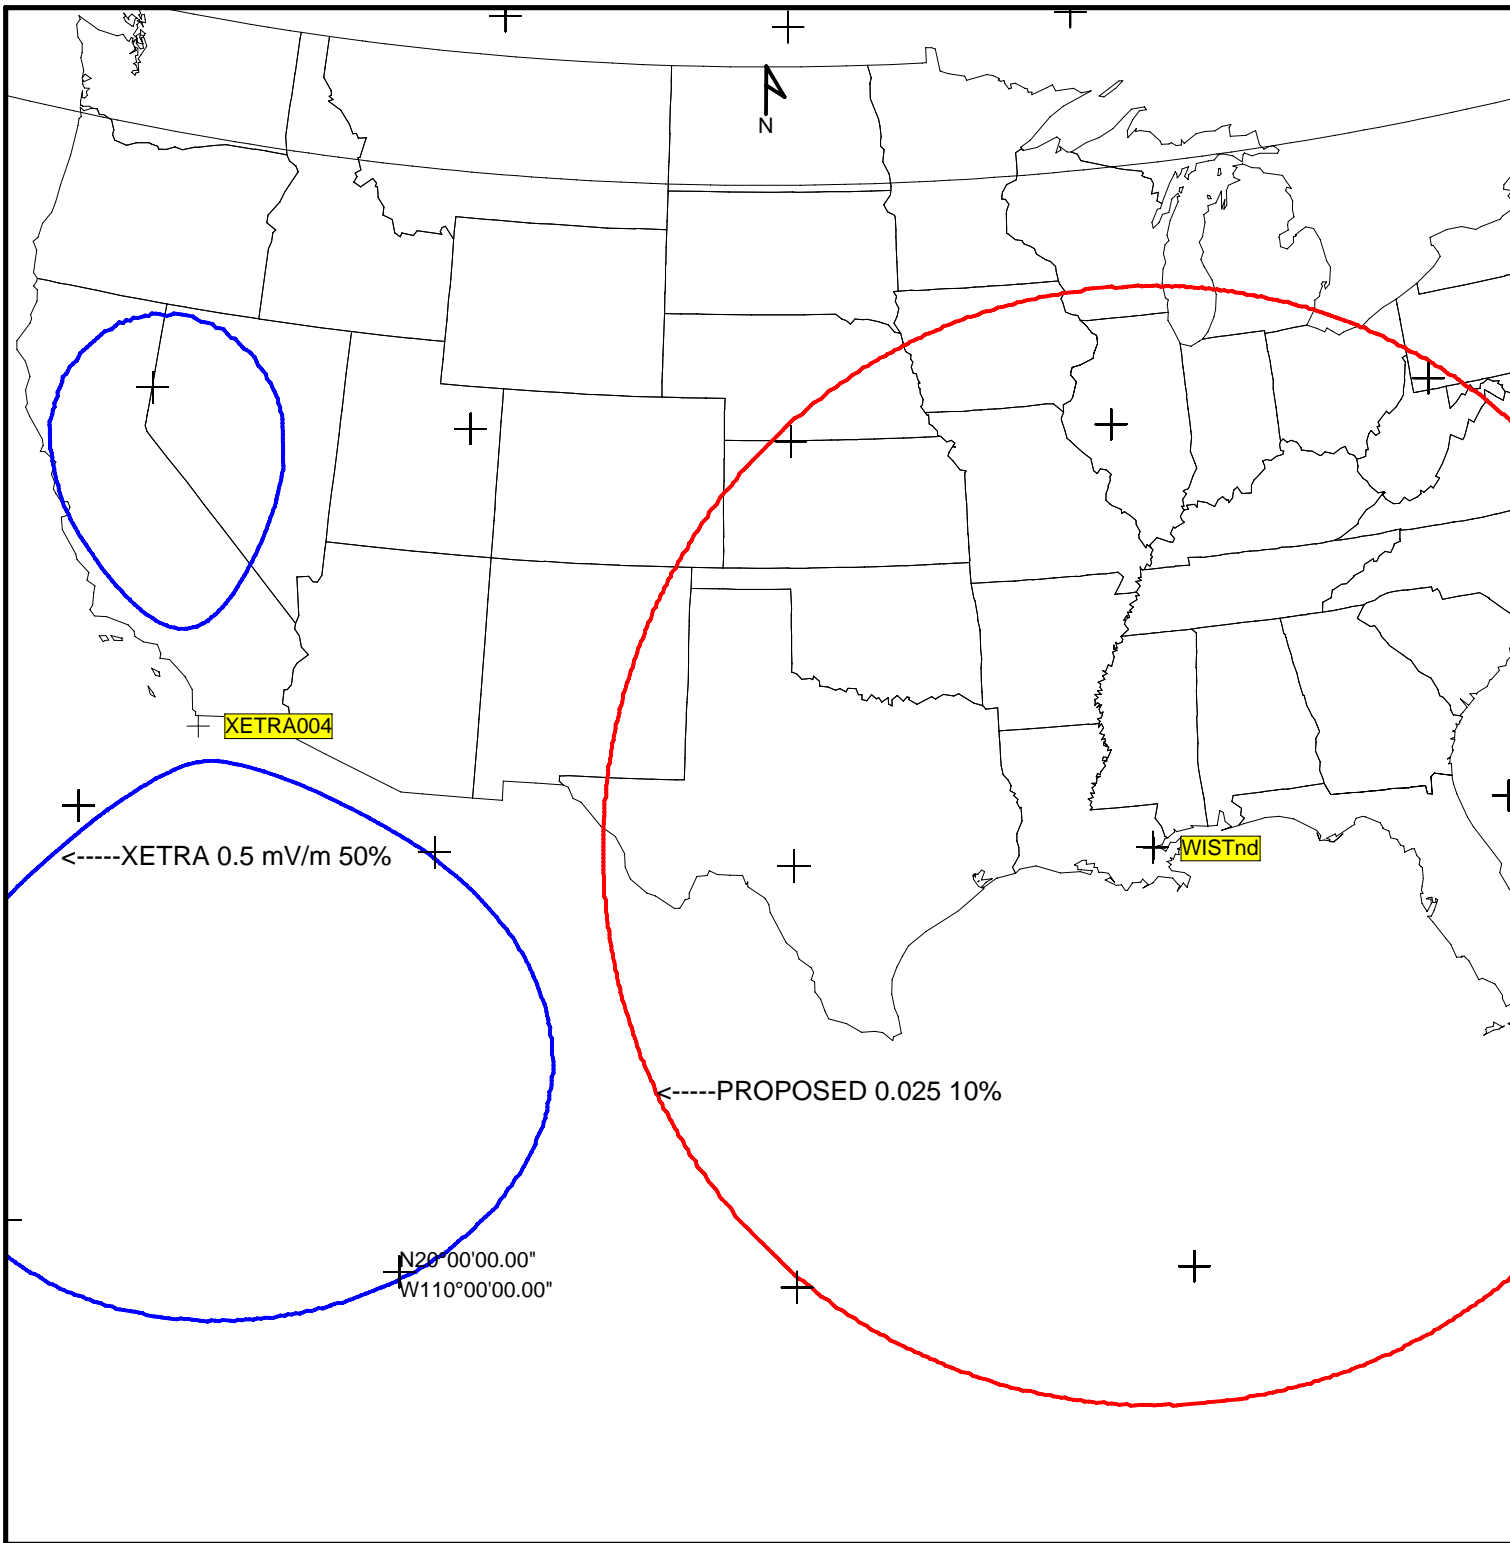 N
XETRA004
WISTnd
<-----XETRA 0.5 mV/m 50%
<-----PROPOSED 0.025 10%
N20°00'00.00"
W110°00'00.00"